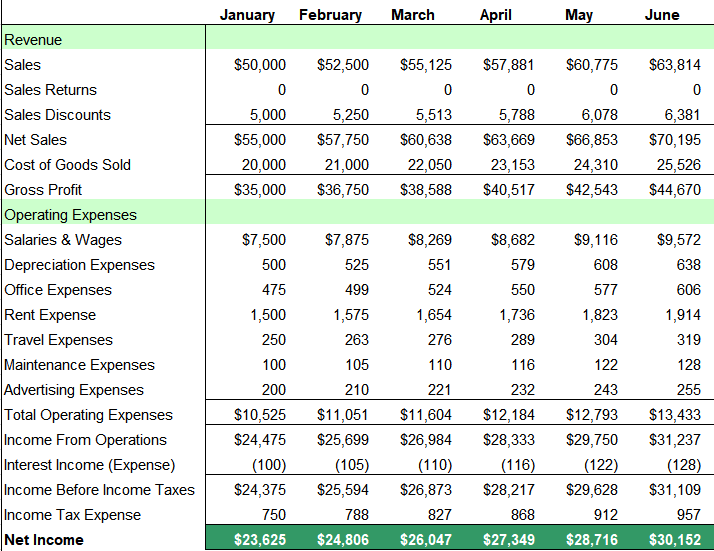 January February March April May June
Revenue
Sales $50,000 $52,500 $55,125 $57,881 $60,775 $63,814
Sales Returns 0 0 0 0 0 0
Sales Discounts 5,000 5,250 5,513 5,788 6,078 6,381
Net Sales $55,000 $57,750 $60,638 $63,669 $66,853 $70,195
Cost of Goods Sold 20,000 21,000 22,050 23,153 24,310 25,526
Gross Profit $35,000 $36,750 $38,588 $40,517 $42,543 $44,670
Operating Expenses
Salaries & Wages $7,500 $7,875 $8,269 $8,682 $9,116 $9,572
Depreciation Expenses 500 525 551 579 608 638
Office Expenses 475 499 524 550 577 606
Rent Expense 1,500 1,575 1,654 1,736 1,823 1,914
Travel Expenses 250 263 276 289 304 319
Maintenance Expenses 100 105 110 116 122 128
Advertising Expenses 200 210 221 232 243 255
Total Operating Expenses $10,525 $11,051 $11,604 $12,184 $12,793 $13,433
Income From Operations $24,475 $25,699 $26,984 $28,333 $29,750 $31,237
Interest Income (Expense) (100) (105) (110) (116) (122) (128)
Income Before Income Taxes $24,375 $25,594 $26,873 $28,217 $29,628 $31,109
Income Tax Expense 750 788 827 868 912 957
Net Income $23,625 $24,806 $26,047 $27,349 $28,716 $30,152